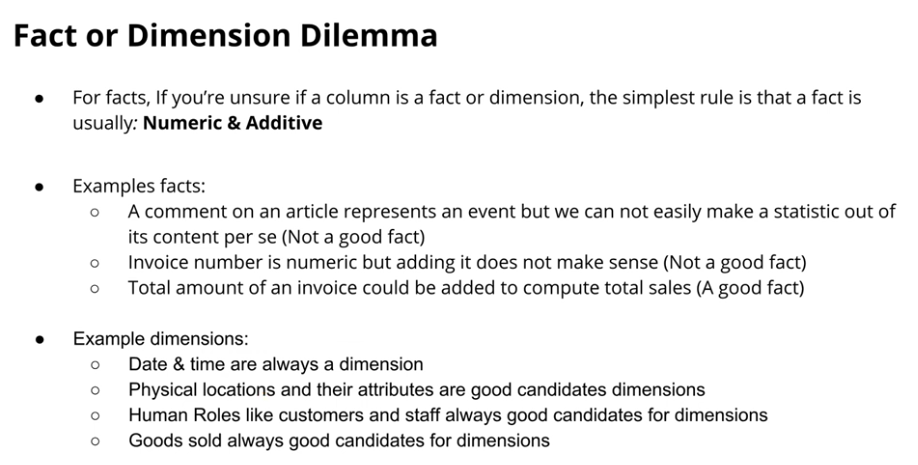 Fact or Dimension Dilemma
● For facts, If you’re unsure if a column is a fact or dimension, the simplest rule is that a fact is
usually: Numeric & Additive
● Examples facts:
○ A comment on an article represents an event but we can not easily make a statistic out of
its content per se (Not a good fact)
○ Invoice number is numeric but adding it does not make sense (Not a good fact)
○ Total amount of an invoice could be added to compute total sales (A good fact)
● Example dimensions:
○ Date & time are always a dimension
○ Physical locations and their attributes are good candidates dimensions
○ Human Roles like customers and staff always good candidates for dimensions
○ Goods sold always good candidates for dimensions